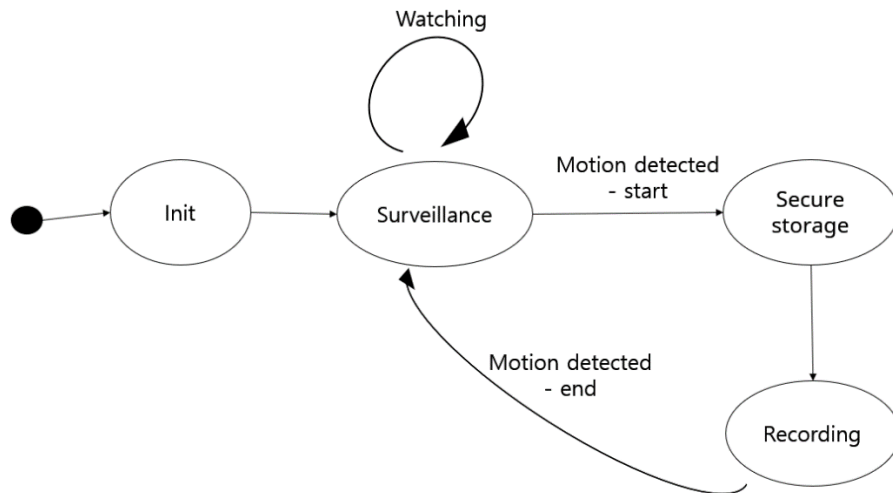 Watching
Init
Surveillance
Motion detected
- start
Secure
storage
Motion detected
- end
Recording